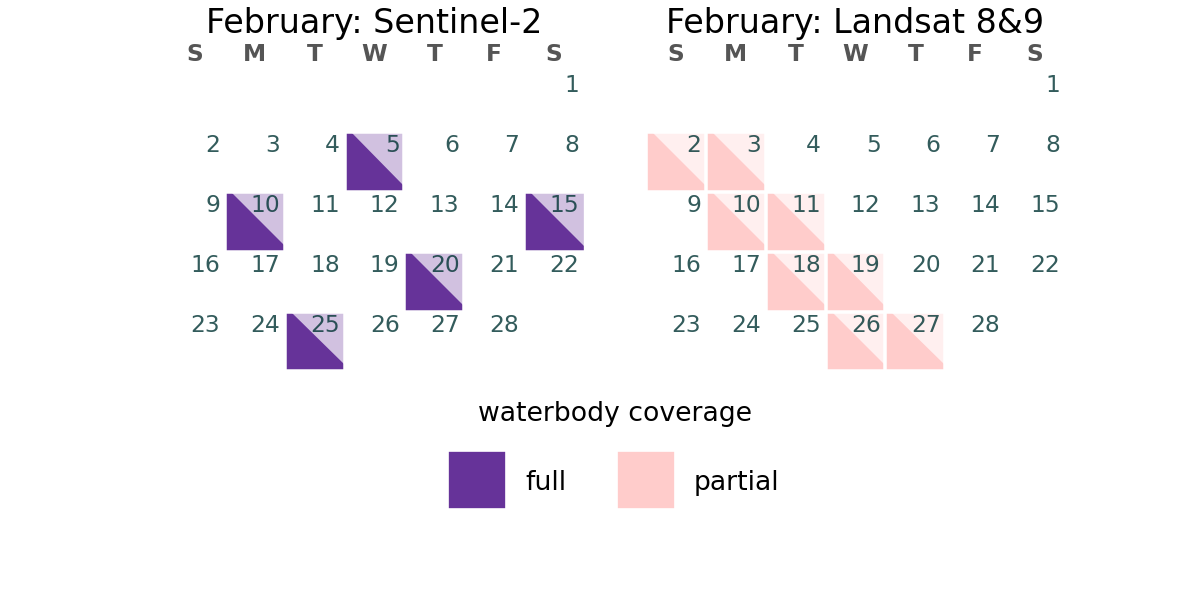 February: Sentinel-2
S M T W T F S
1
2 3 4 5 6 7 8
9 10 11 12 13 14 15
16 17 18 19 20 21 22
23 24 25 26 27 28
February: Landsat 8&9
S M T W T F S
1
2 3 4 5 6 7 8
9 10 11 12 13 14 15
16 17 18 19 20 21 22
23 24 25 26 27 28
waterbody coverage
full partial